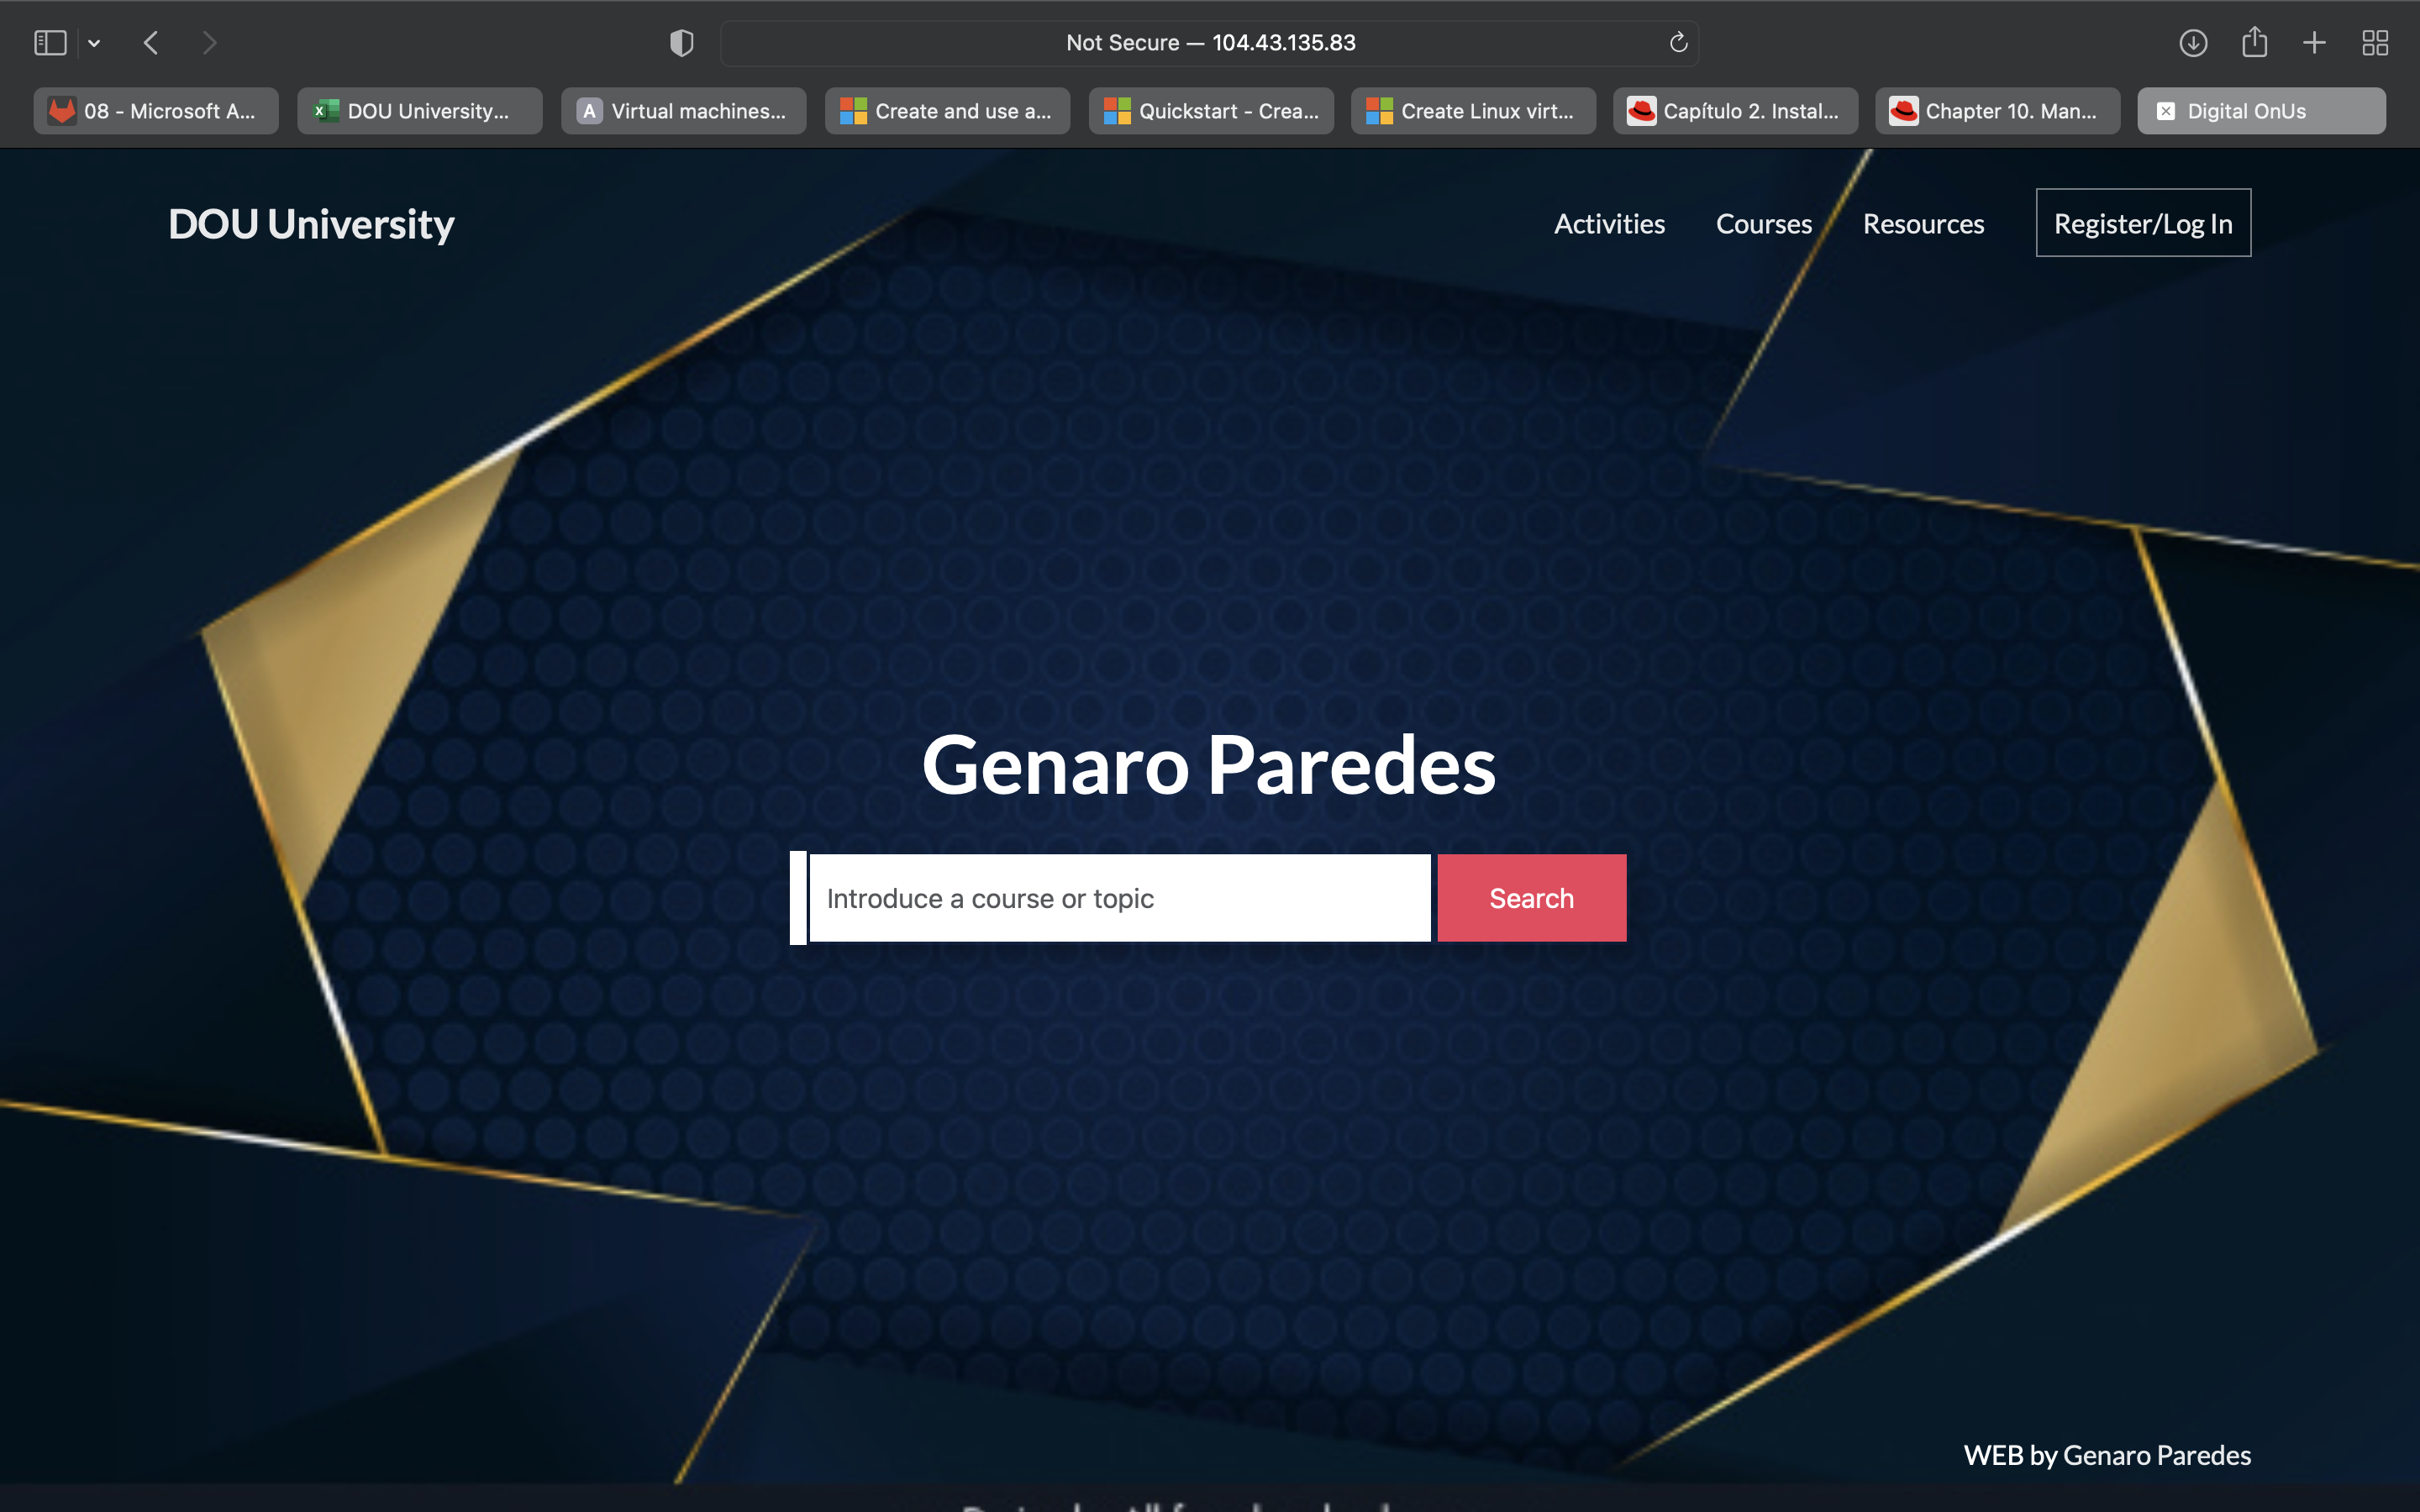 Not Secure — 104.43.135.83
08 - Microsoft A...
DOU University...
A Virtual machines...
Create and use a...
Quickstart - Crea...
Create Linux virt...
Capítulo 2. Instal...
Chapter 10. Man...
Digital OnUs
DOU University
Activities
Courses
Resources
Register/Log In
Genaro Paredes
Introduce a course or topic
Search
WEB by Genaro Paredes